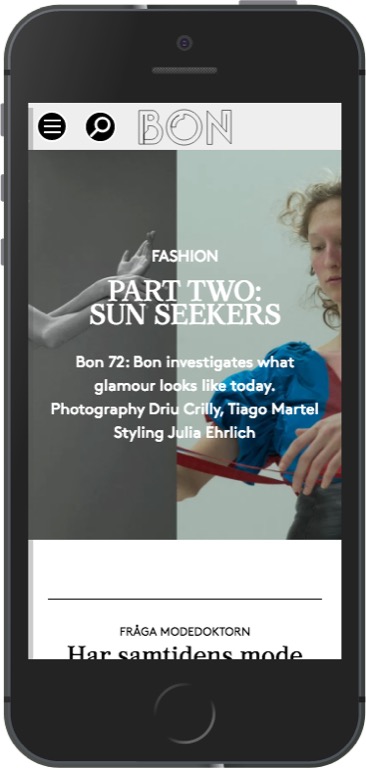 BON
FASHION
PART TWO:
SUN SEEKERS
Bon 72: Bon investigates what
glamour looks like today.
Photography Driu Crilly, Tiago Martel
Styling Julia Ehrlich
FRÅGA MODEDOKTORN
Har samtidens mode